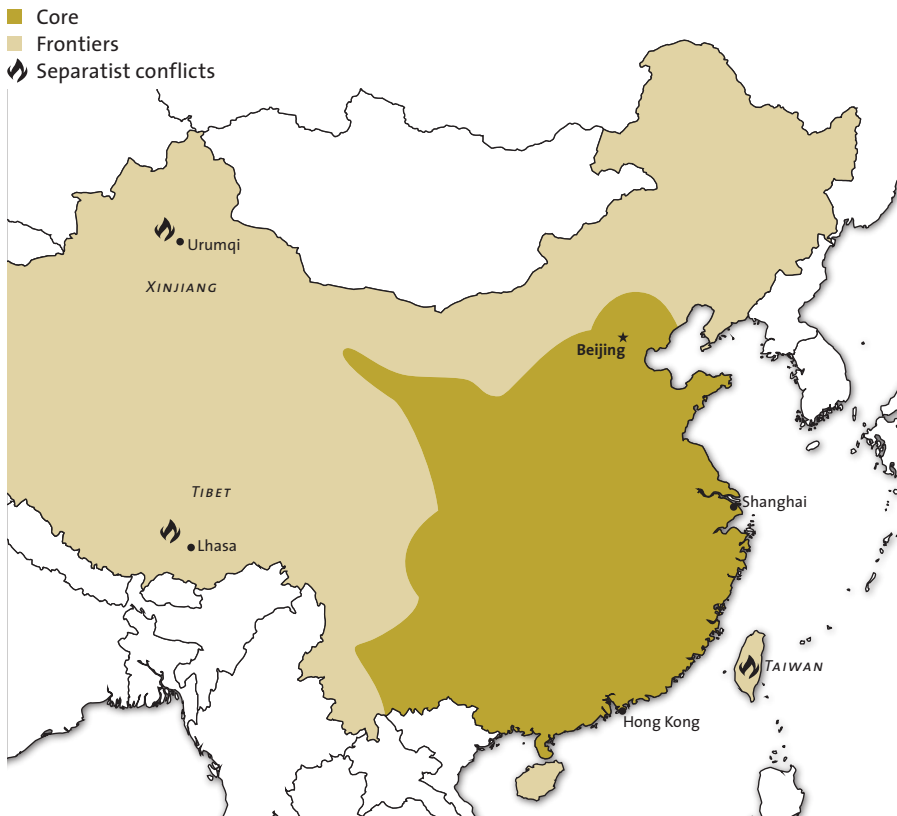 Core
Frontiers
Separatist conflicts
Urumqi
XINJIANG
Beijing
TIBET
Shanghai
Lhasa
TAIWAN
Hong Kong